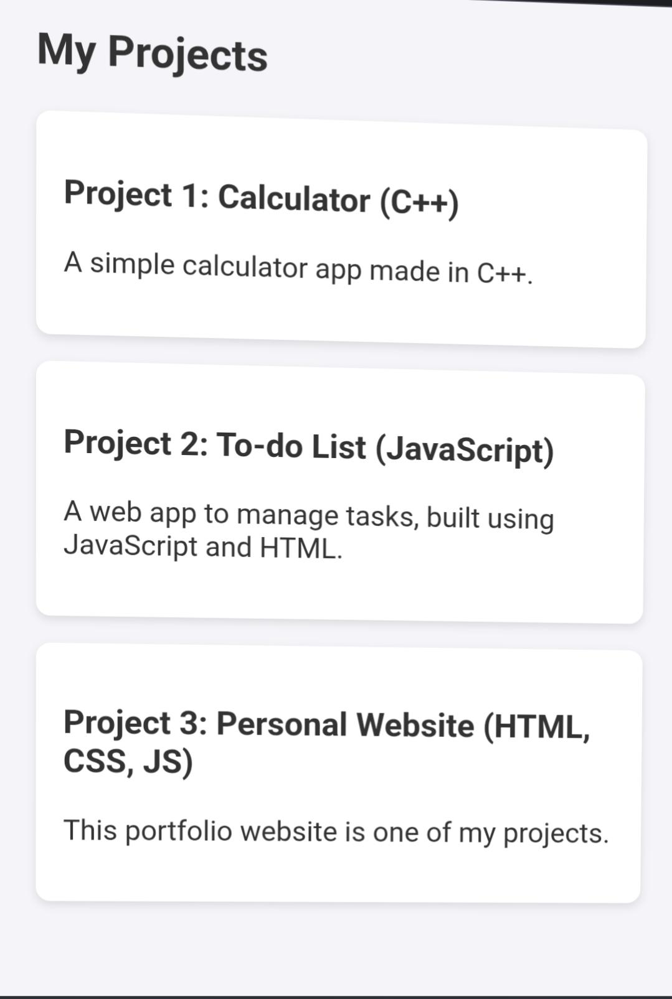 My Projects
Project 1: Calculator (C++)
A simple calculator app made in C++.
Project 2: To-do List (JavaScript)
A web app to manage tasks, built using
JavaScript and HTML.
Project 3: Personal Website (HTML,
CSS, JS)
This portfolio website is one of my projects.